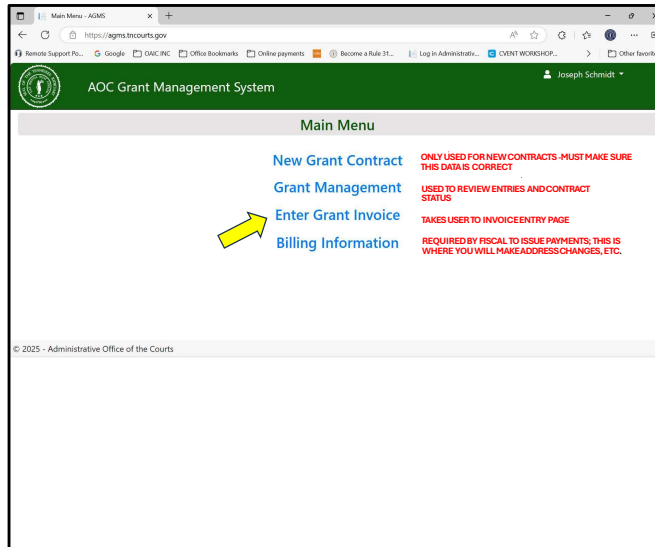 Main Menu - AGMS
https://agms.tncourts.gov
Remote Support Po... Google OAIC INC Office Bookmarks Online payments Become a Rule 31... Log in Administrativ... CVENT WORKSHOP... Other favorite
AOC Grant Management System
Joseph Schmidt
Main Menu
New Grant Contract
ONLY USED FOR NEW CONTRACTS -MUST MAKE SURE
THIS DATA IS CORRECT
Grant Management
USED TO REVIEW ENTRIES AND CONTRACT
STATUS
Enter Grant Invoice
TAKES USER TO INVOICE ENTRY PAGE
Billing Information
REQUIRED BY FISCAL TO ISSUE PAYMENTS; THIS IS
WHERE YOU WILL MAKE ADDRESS CHANGES, ETC.
© 2025 - Administrative Office of the Courts